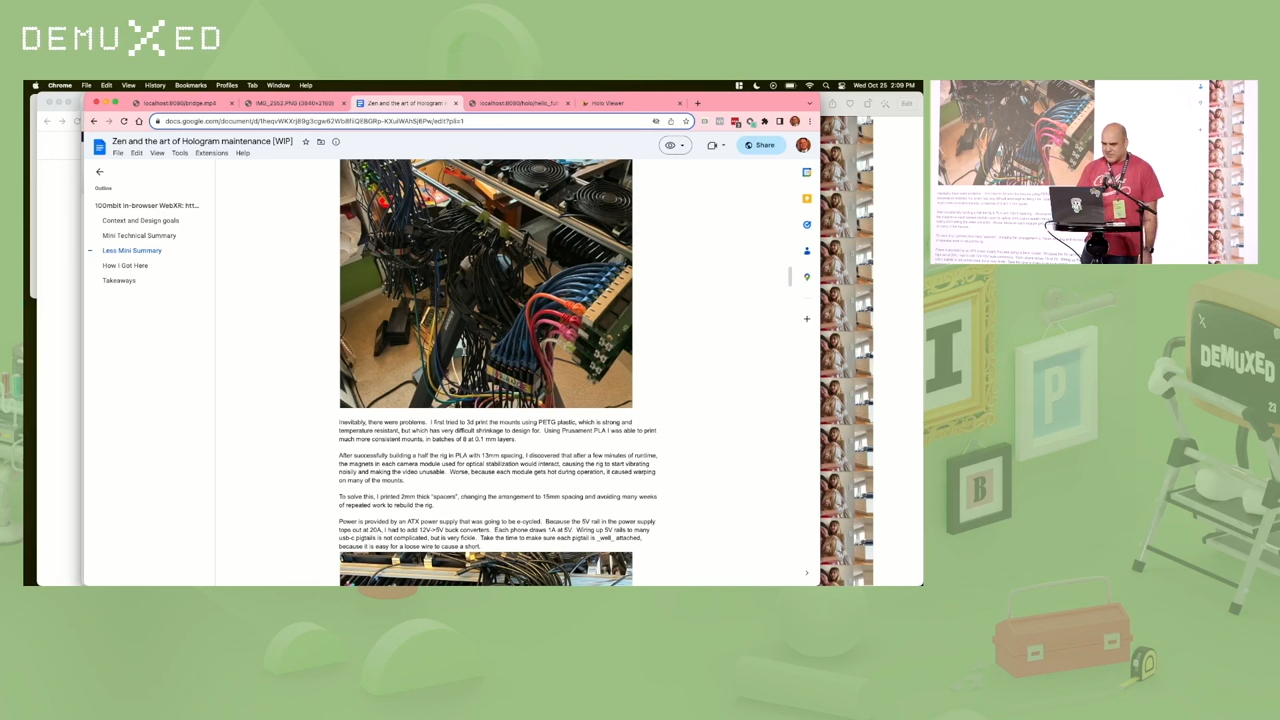 DEMUXED
Chrome File Edit View History Bookmarks Profiles Tab Window Help
Wed Oct 25 2:09 PM
localhost:8080/bridge.mp4
IMG_2552.PNG (3840×2160)
Zen and the art of Hologram
localhost:8080/holo/hello_ful
Holo Viewer
Edit
Zen and the art of Hologram maintenance [WIP]
File Edit View Tools Extensions Help
Share
Outline
100mbit in-browser WebXR: htt...
Context and Design goals
Mini Technical Summary
Less Mini Summary
How I Got Here
Takeaways
Inevitably, there were problems. I first tried to 3d print the mounts using PETG plastic, which is strong and
temperature resistant, but which has very difficult shrinkage to design for. Using Prusament PLA I was able to print
much more consistent mounts, in batches of 8 at 0.1 mm layers.
After successfully building a half the rig in PLA with 13mm spacing, I discovered that after a few minutes of runtime,
the magnets in each camera module used for optical stabilization would interact, causing the rig to start vibrating
noisily and making the video unusable. Worse, because each module gets hot during operation, it caused warping
on many of the mounts.
To solve this, I printed 2mm thick "spacers", changing the arrangement to 15mm spacing and avoiding many weeks
of repeated work to rebuild the rig.
Power is provided by an ATX power supply that was going to be e-cycled. Because the 5V rail in the power supply
tops out at 20A, I had to add 12V->5V buck converters. Each phone draws 1A at 5V. Wiring up 5V rails to many
usb-c pigtails is not complicated, but is very fickle. Take the time to make sure each pigtail is _well_ attached,
because it is easy for a loose wire to cause a short.
I
P
B
DEMUXED
23